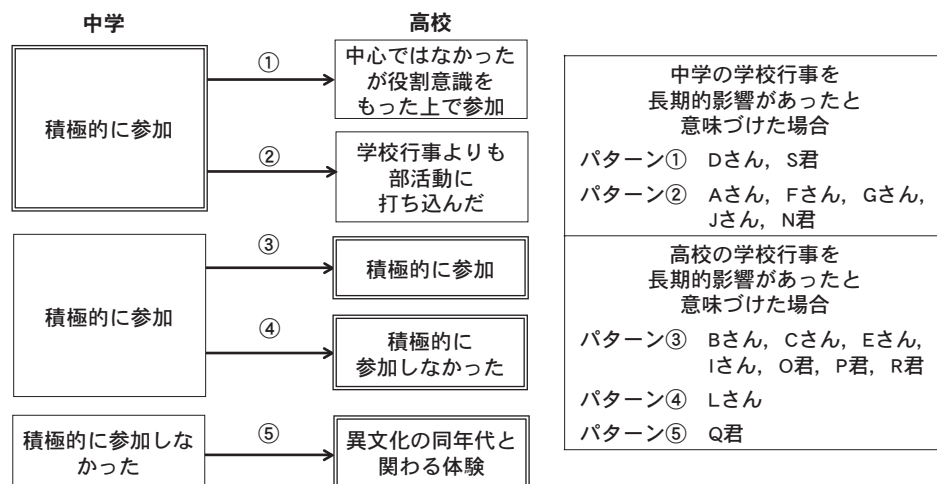 中学
高校
積極的に参加
①
中心ではなかった
が役割意識を
もった上で参加
②
学校行事よりも
部活動に
打ち込んだ
積極的に参加
③
積極的に参加
④
積極的に
参加しなかった
積極的に参加しな
かった
⑤
異文化の同年代と
関わる体験
中学の学校行事を
長期的影響があったと
意味づけた場合
パターン① Dさん，S君
パターン② Aさん，Fさん，Gさん，
Jさん，N君
高校の学校行事を
長期的影響があったと
意味づけた場合
パターン③ Bさん，Cさん，Eさん，
Iさん，O君，P君，R君
パターン④ Lさん
パターン⑤ Q君